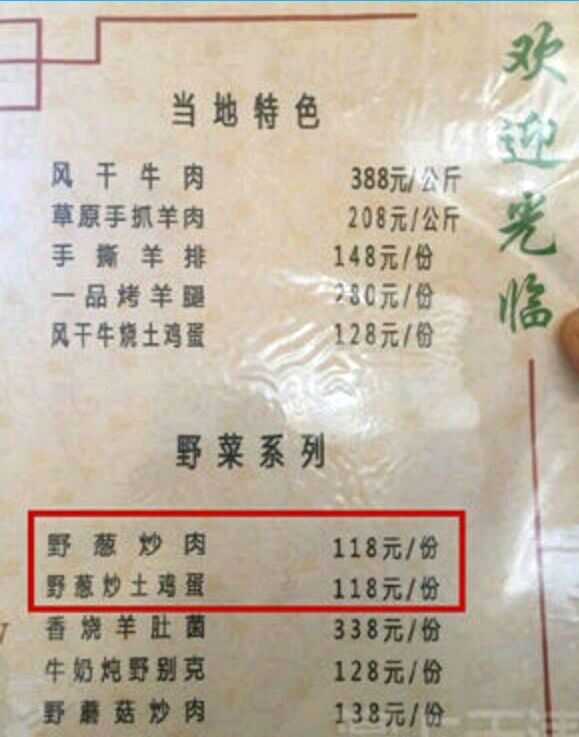 欢迎光临
当地特色
风干牛肉 388元/公斤
草原手抓羊肉 208元/公斤
手撕羊排 148元/份
一品烤羊腿 280元/份
风干牛烧土鸡蛋 128元/份
野菜系列
野葱炒肉 118元/份
野葱炒土鸡蛋 118元/份
香烧羊肚菌 338元/份
牛奶炖野别克 128元/份
野蘑菇炒肉 138元/份